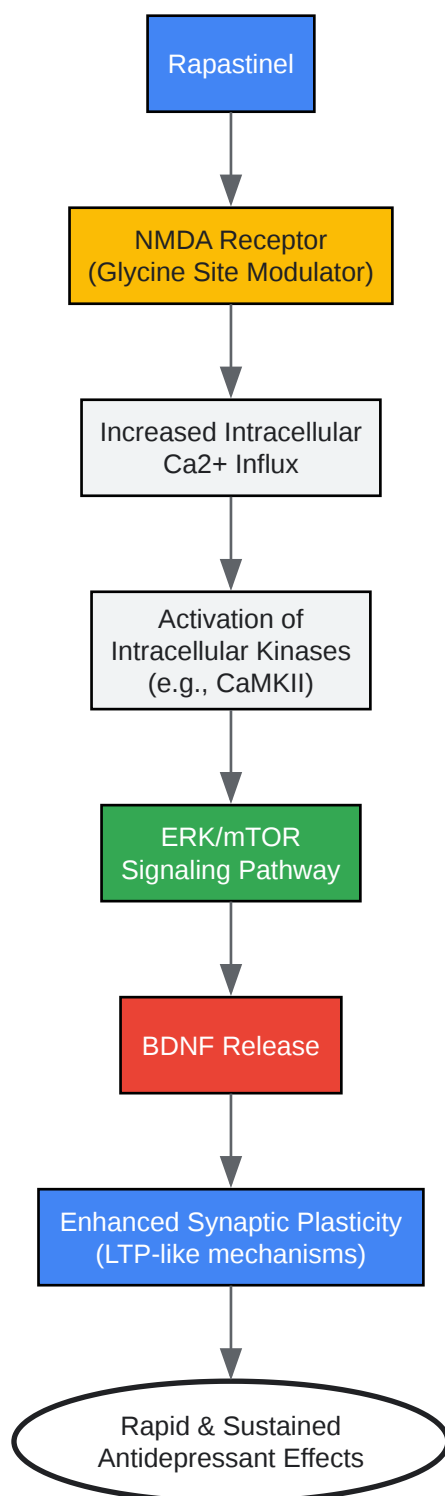 Rapastinel
NMDA Receptor
(Glycine Site Modulator)
Increased Intracellular
Ca2+ Influx
Activation of
Intracellular Kinases
(e.g., CaMKII)
ERK/mTOR
Signaling Pathway
BDNF Release
Enhanced Synaptic Plasticity
(LTP-like mechanisms)
Rapid & Sustained
Antidepressant Effects